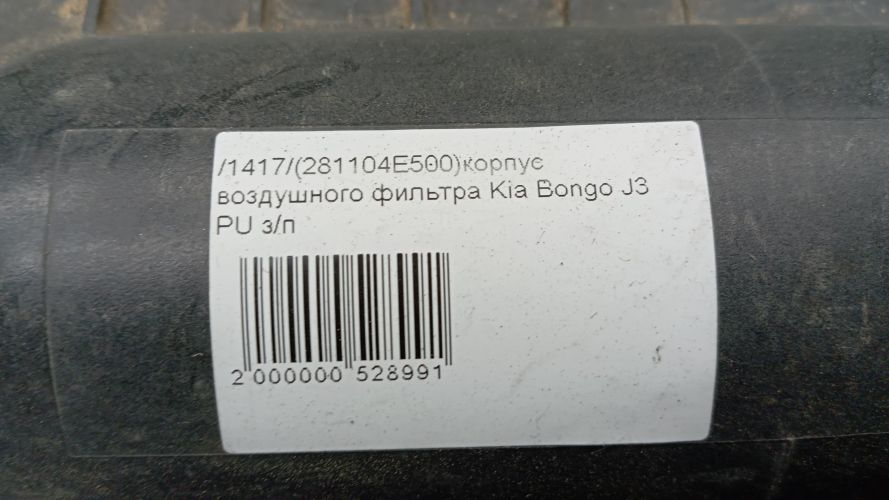 /1417/(281104E500)корпус
воздушного фильтра Kia Bongo J3
PU з/п
2 000000 528991